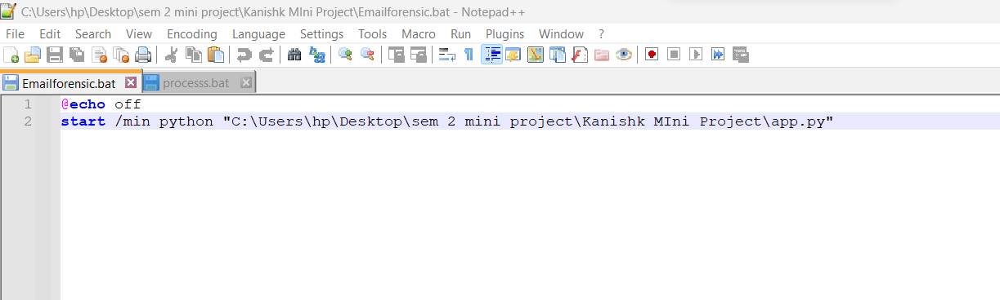 C:\Users\hp\Desktop\sem 2 mini project\Kanishk MIni Project\Emailforensic.bat - Notepad++
File Edit Search View Encoding Language Settings Tools Macro Run Plugins Window ?
Emailforensic.bat processs.bat
1 @echo off
2 start /min python "C:\Users\hp\Desktop\sem 2 mini project\Kanishk MIni Project\app.py"